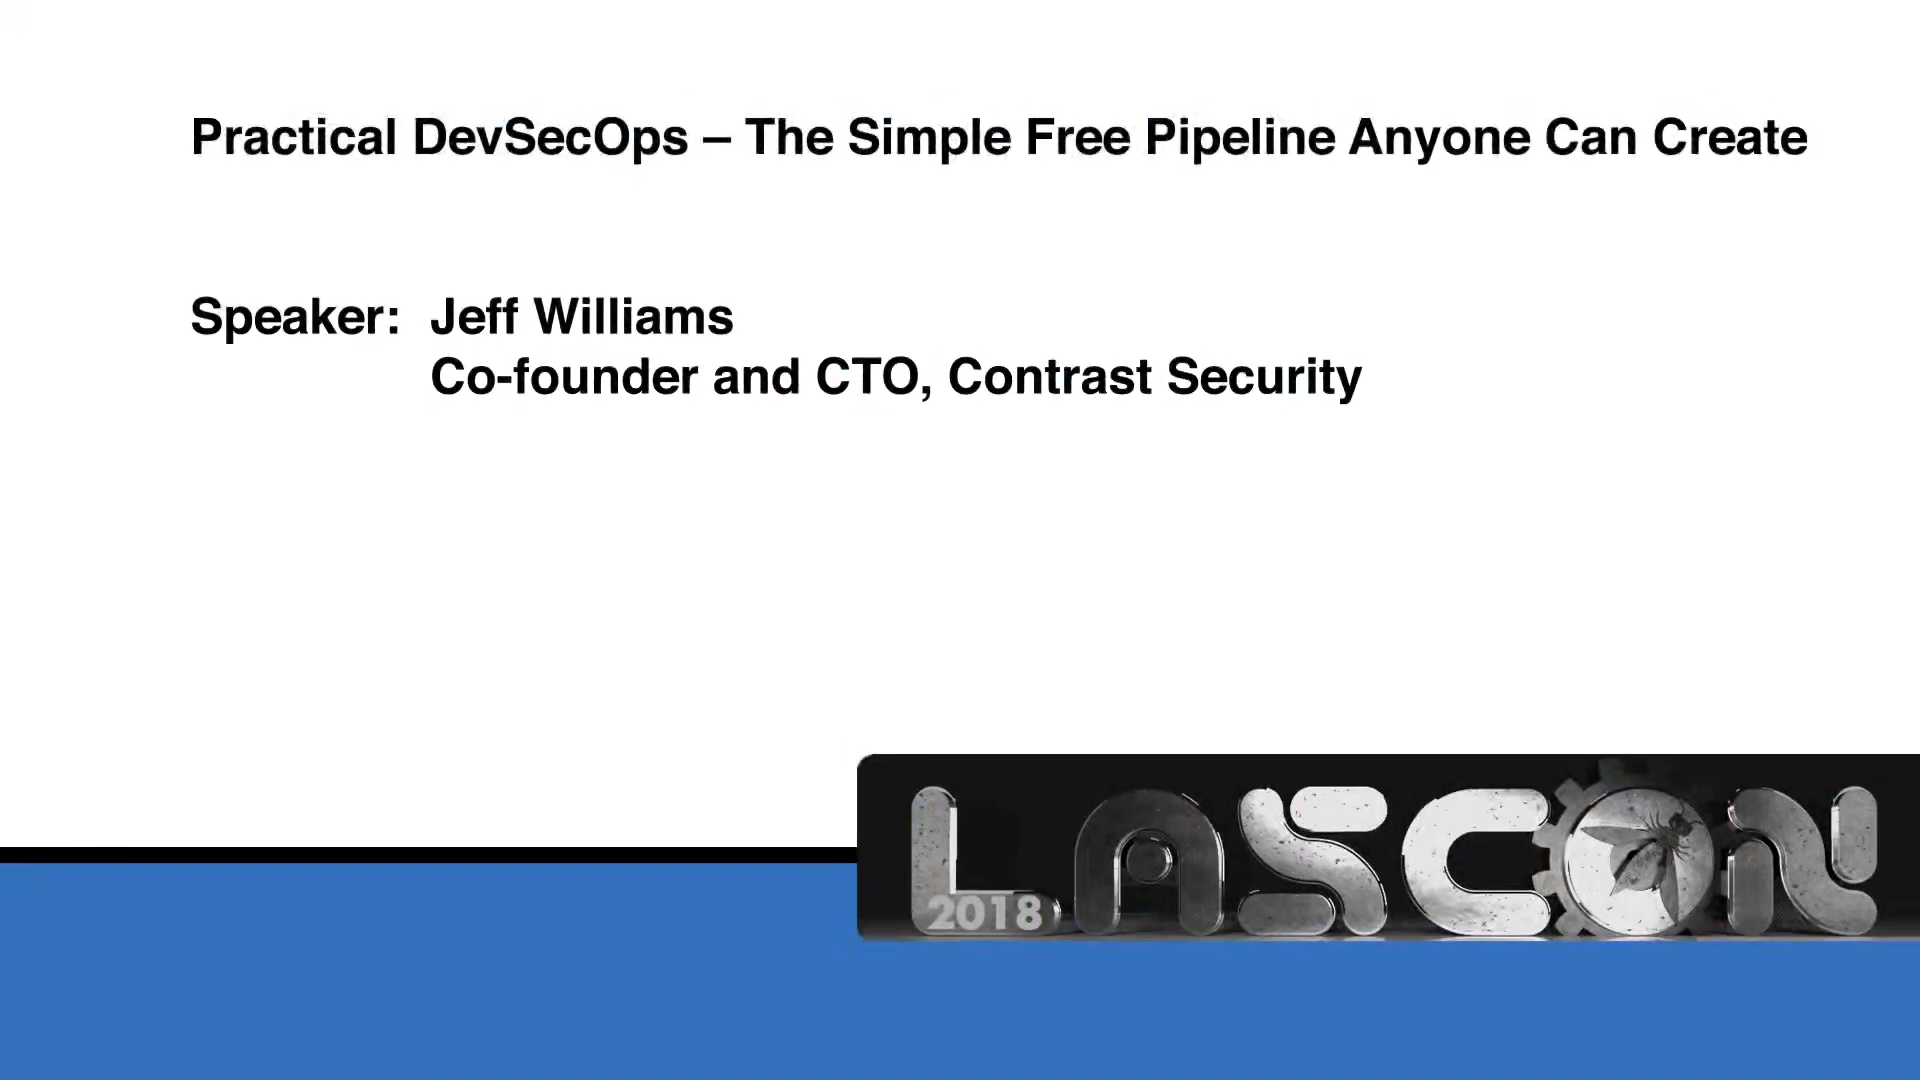 Practical DevSecOps – The Simple Free Pipeline Anyone Can Create
Speaker: Jeff Williams
Co-founder and CTO, Contrast Security
LASCON
2018